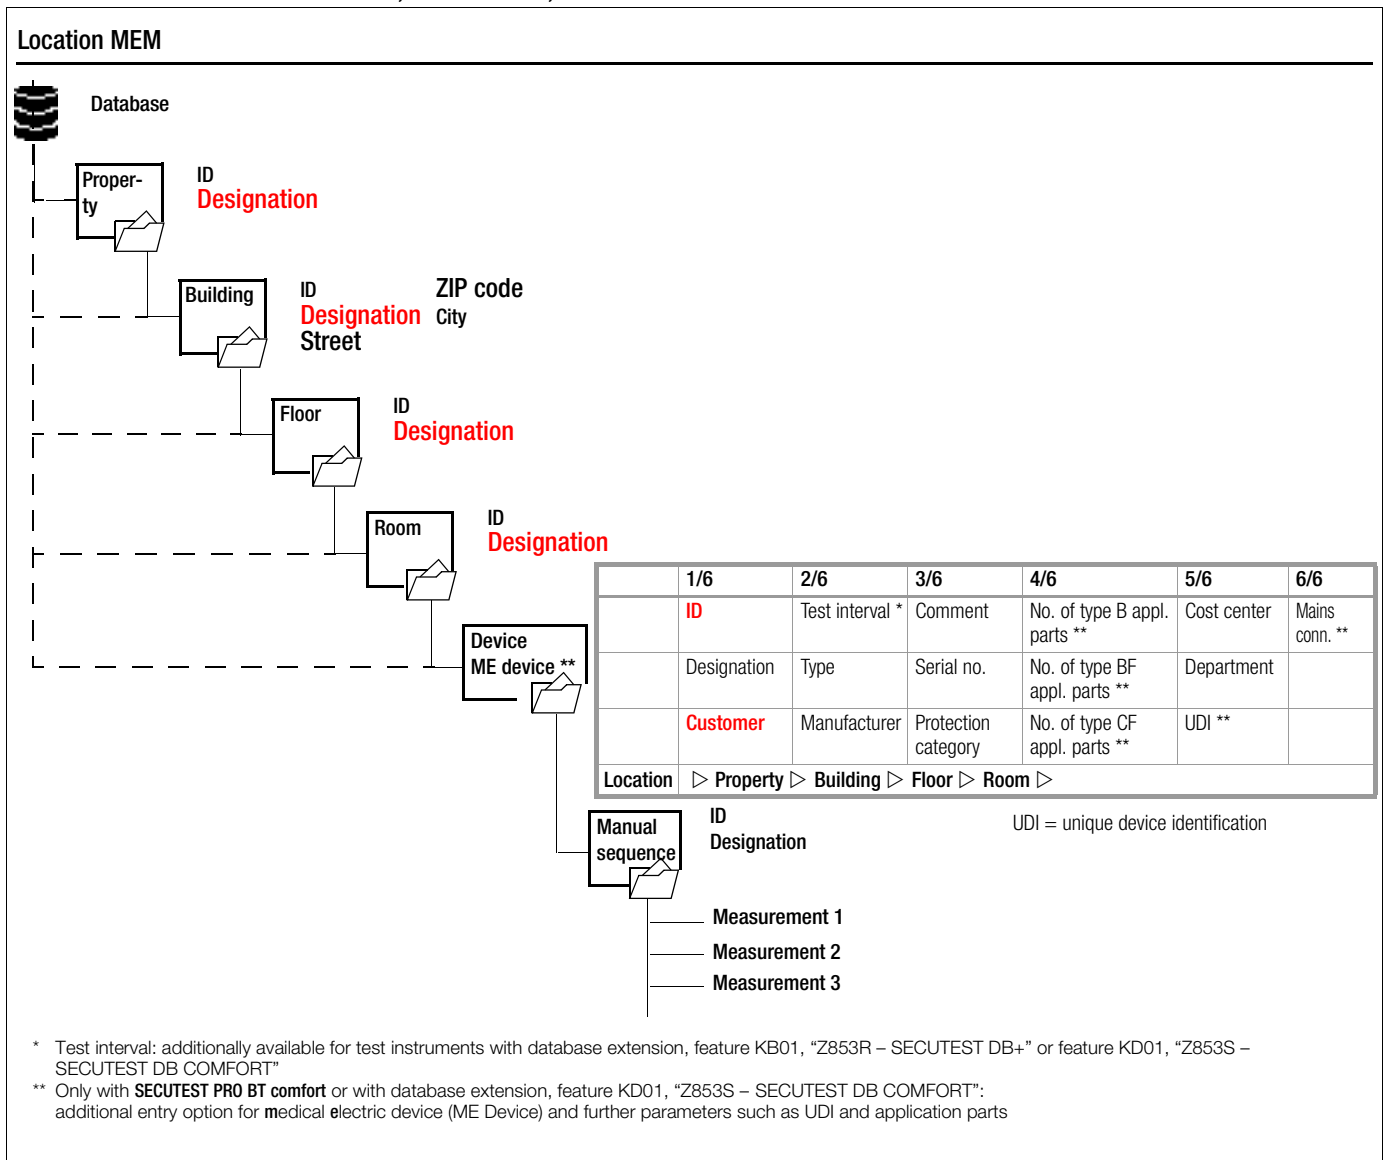 Location MEM
Database
Proper-
ty
ID
Designation
Building
ID
ZIP code
Designation
City
Street
Floor
ID
Designation
Room
ID
Designation
1/6 2/6 3/6 4/6 5/6 6/6
ID Test interval * Comment No. of type B appl. Cost center Mains
parts ** conn. **
Device
ME device **
Designation Type Serial no. No. of type BF Department
appl. parts **
Customer Manufacturer Protection No. of type CF UDI **
category appl. parts **
Location ▷ Property ▷ Building ▷ Floor ▷ Room ▷
Manual
sequence
ID
Designation
UDI = unique device identification
Measurement 1
Measurement 2
Measurement 3
* Test interval: additionally available for test instruments with database extension, feature KB01, “Z853R – SECUTEST DB+” or feature KD01, “Z853S –
SECUTEST DB COMFORT”
** Only with SECUTEST PRO BT comfort or with database extension, feature KD01, “Z853S – SECUTEST DB COMFORT”:
additional entry option for medical electric device (ME Device) and further parameters such as UDI and application parts